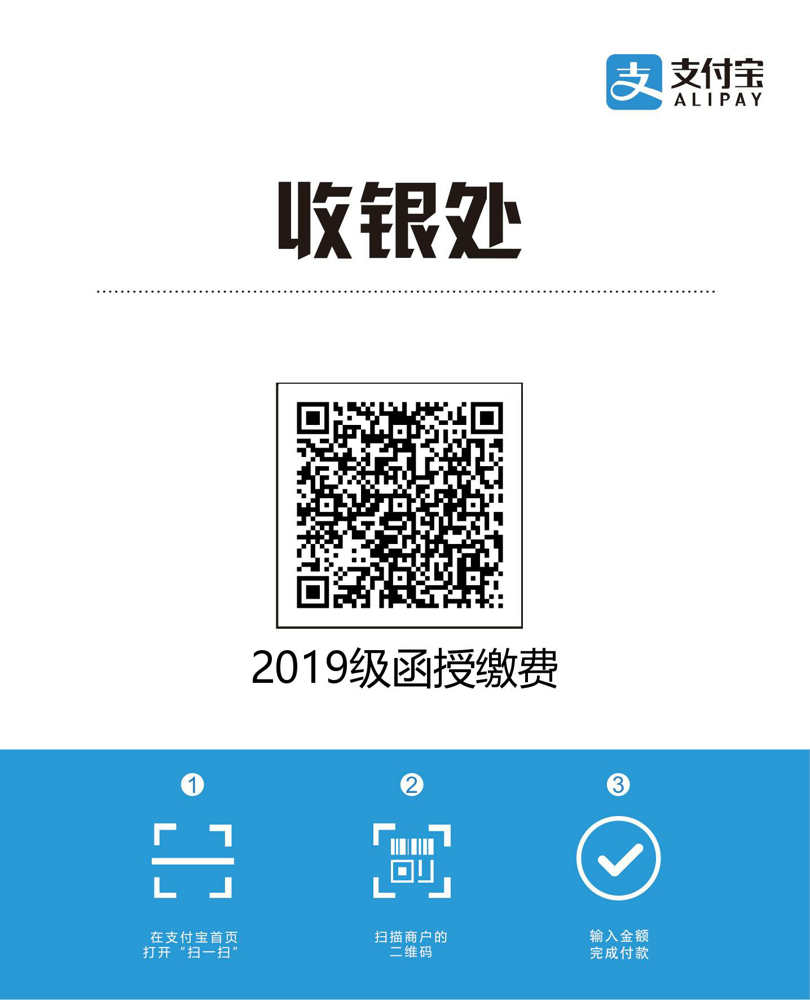 支付宝
ALIPAY
收银处
2019级函授缴费
1
2
3
在支付宝首页
打开“扫一扫”
扫描商户的
二维码
输入金额
完成付款